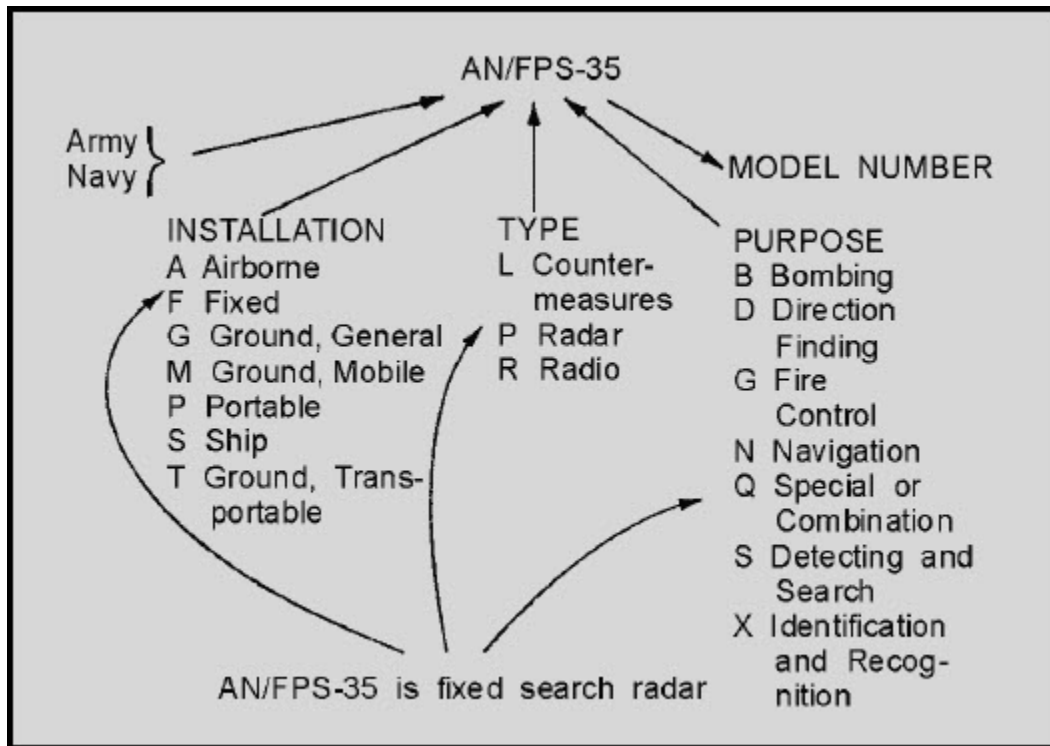 AN/FPS-35
Army
Navy
MODEL NUMBER
INSTALLATION
A Airborne
F Fixed
G Ground, General
M Ground, Mobile
P Portable
S Ship
T Ground, Trans-
portable
TYPE
L Counter-
measures
P Radar
R Radio
PURPOSE
B Bombing
D Direction
Finding
G Fire
Control
N Navigation
Q Special or
Combination
S Detecting and
Search
X Identification
and Recog-
nition
AN/FPS-35 is fixed search radar